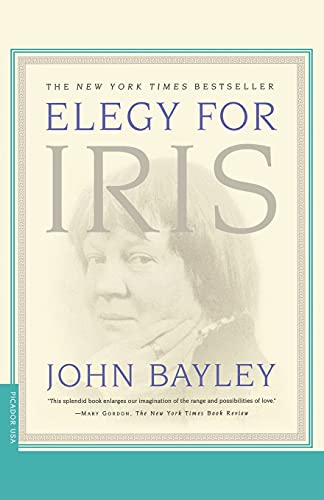 THE NEW YORK TIMES BESTSELLER
ELEGY FOR
IRIS
JOHN BAYLEY
"This splendid book enlarges our imagination of the range and possibilities of love."
—MARY GORDON, The New York Times Book Review
PICADOR USA